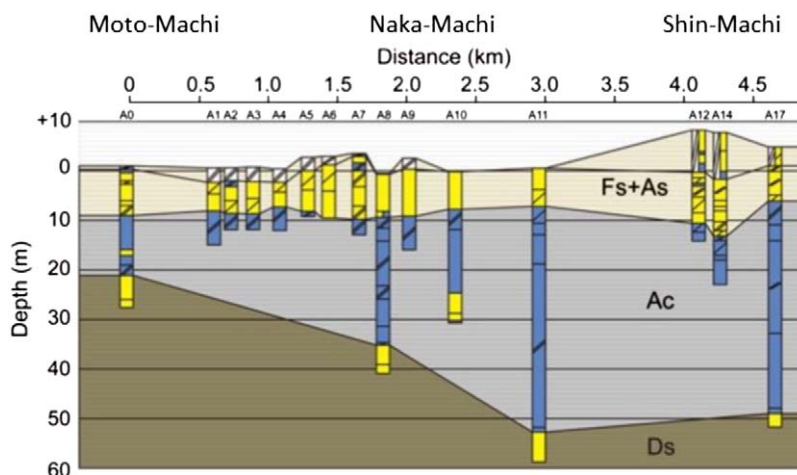 Moto-Machi Naka-Machi Shin-Machi
Distance (km)
0 0.5 1.0 1.5 2.0 2.5 3.0 3.5 4.0 4.5
A0 A1 A2 A3 A4 A5 A6 A7 A8 A9 A10 A11 A12 A14 A17
+10
0
10
20
30
40
50
60
Depth (m)
Fs+As
Ac
Ds